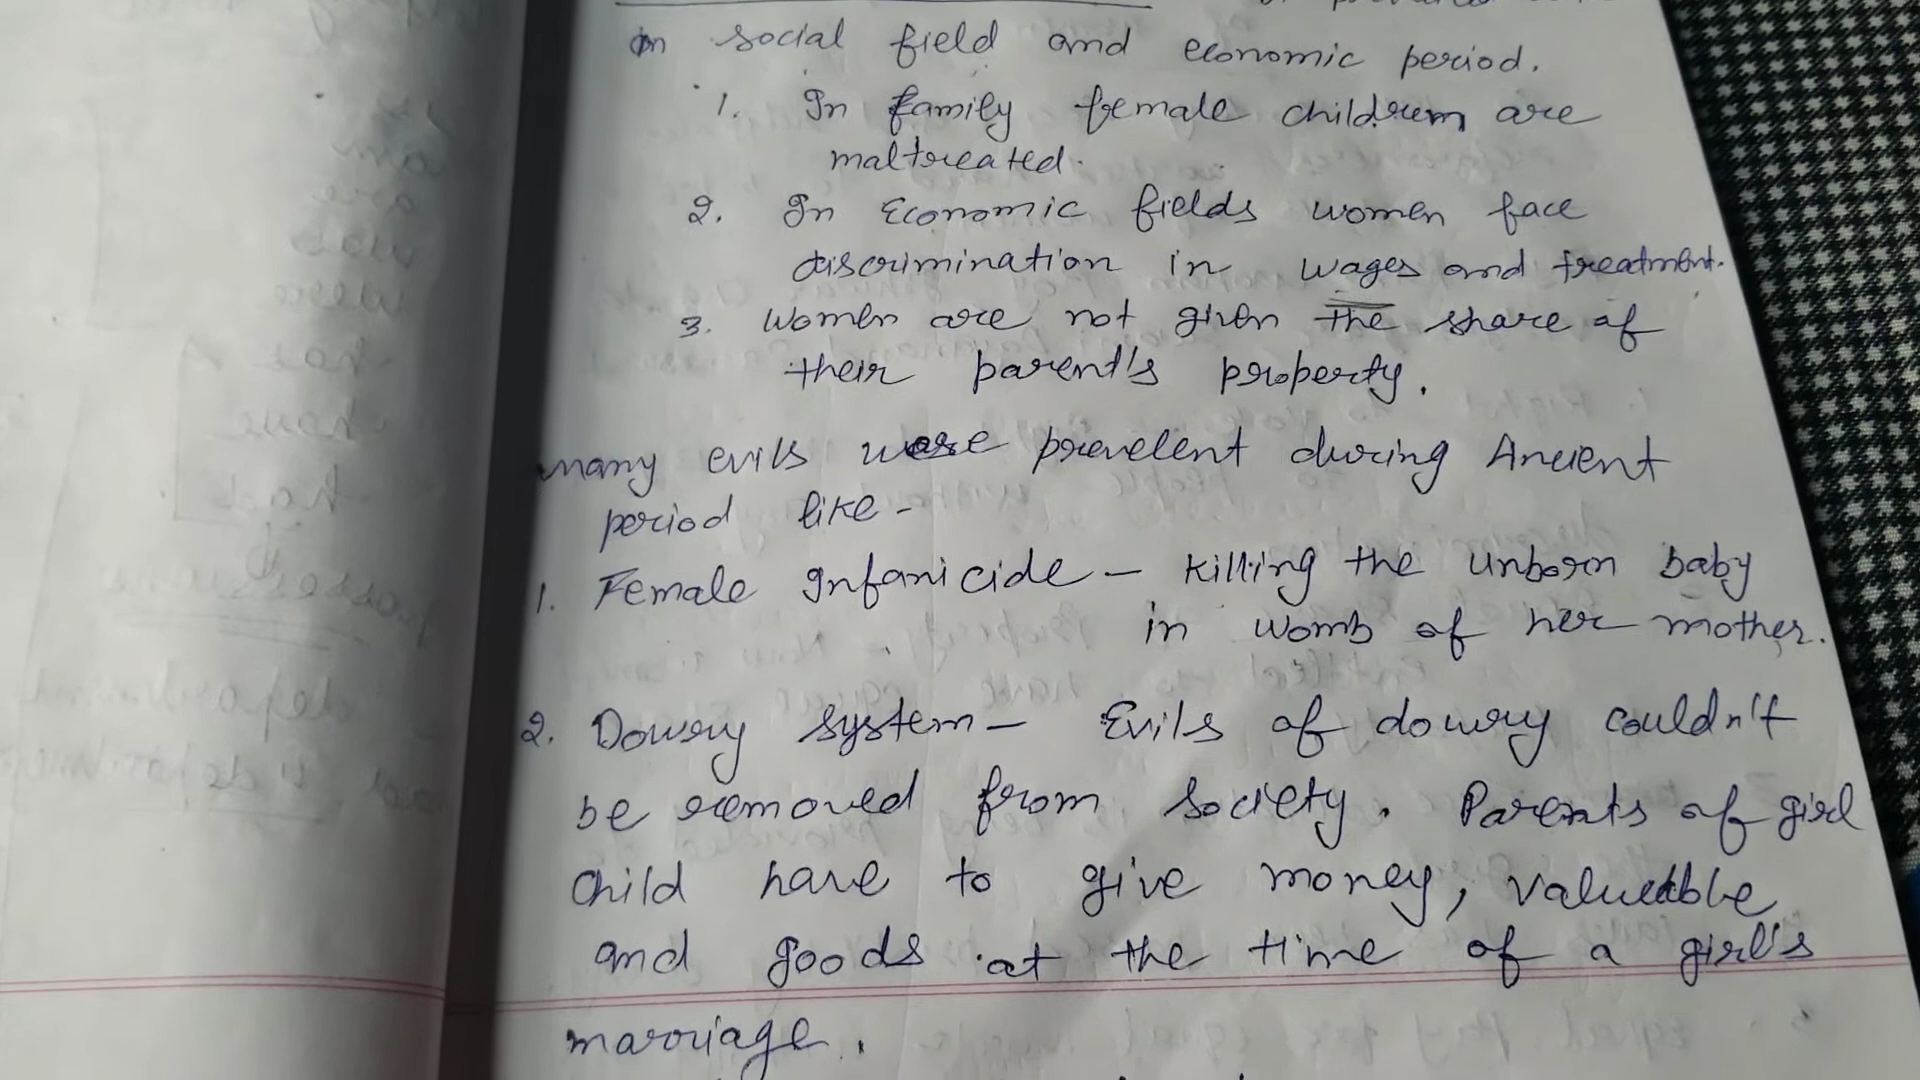 in social field and economic period.
1. In family female children are
maltreated.
2. In Economic fields women face
discrimination in wages and treatment.
3. Women are not given the share of
their parent's property.
many evils were prevelent during Ancient
period like -
1. Female Infanicide - killing the unborn baby
in womb of her mother.
2. Dowry system - Evils of dowry couldn't
be removed from society. Parents of girl
child have to give money, valuable
and goods at the time of a girl's
marriage.